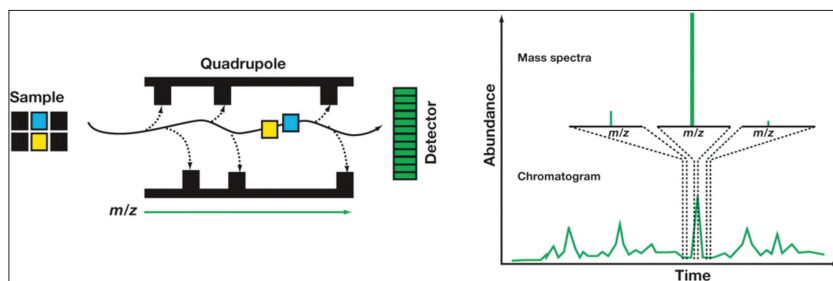 Quadrupole
Sample
Detector
m/z
Mass spectra
m/z
m/z
m/z
Abundance
Chromatogram
Time